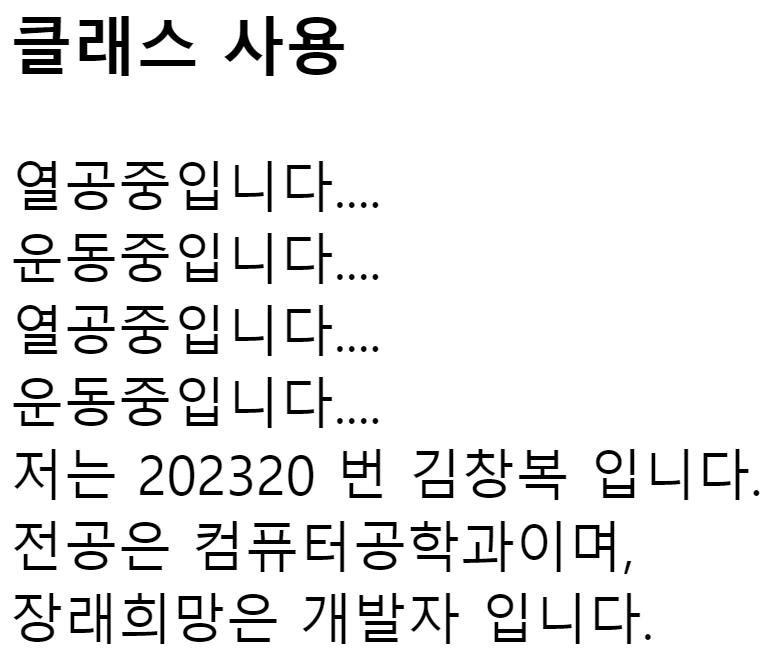 클래스 사용
열공중입니다....
운동중입니다....
열공중입니다....
운동중입니다....
저는 202320 번 김창복 입니다.
전공은 컴퓨터공학과이며,
장래희망은 개발자 입니다.